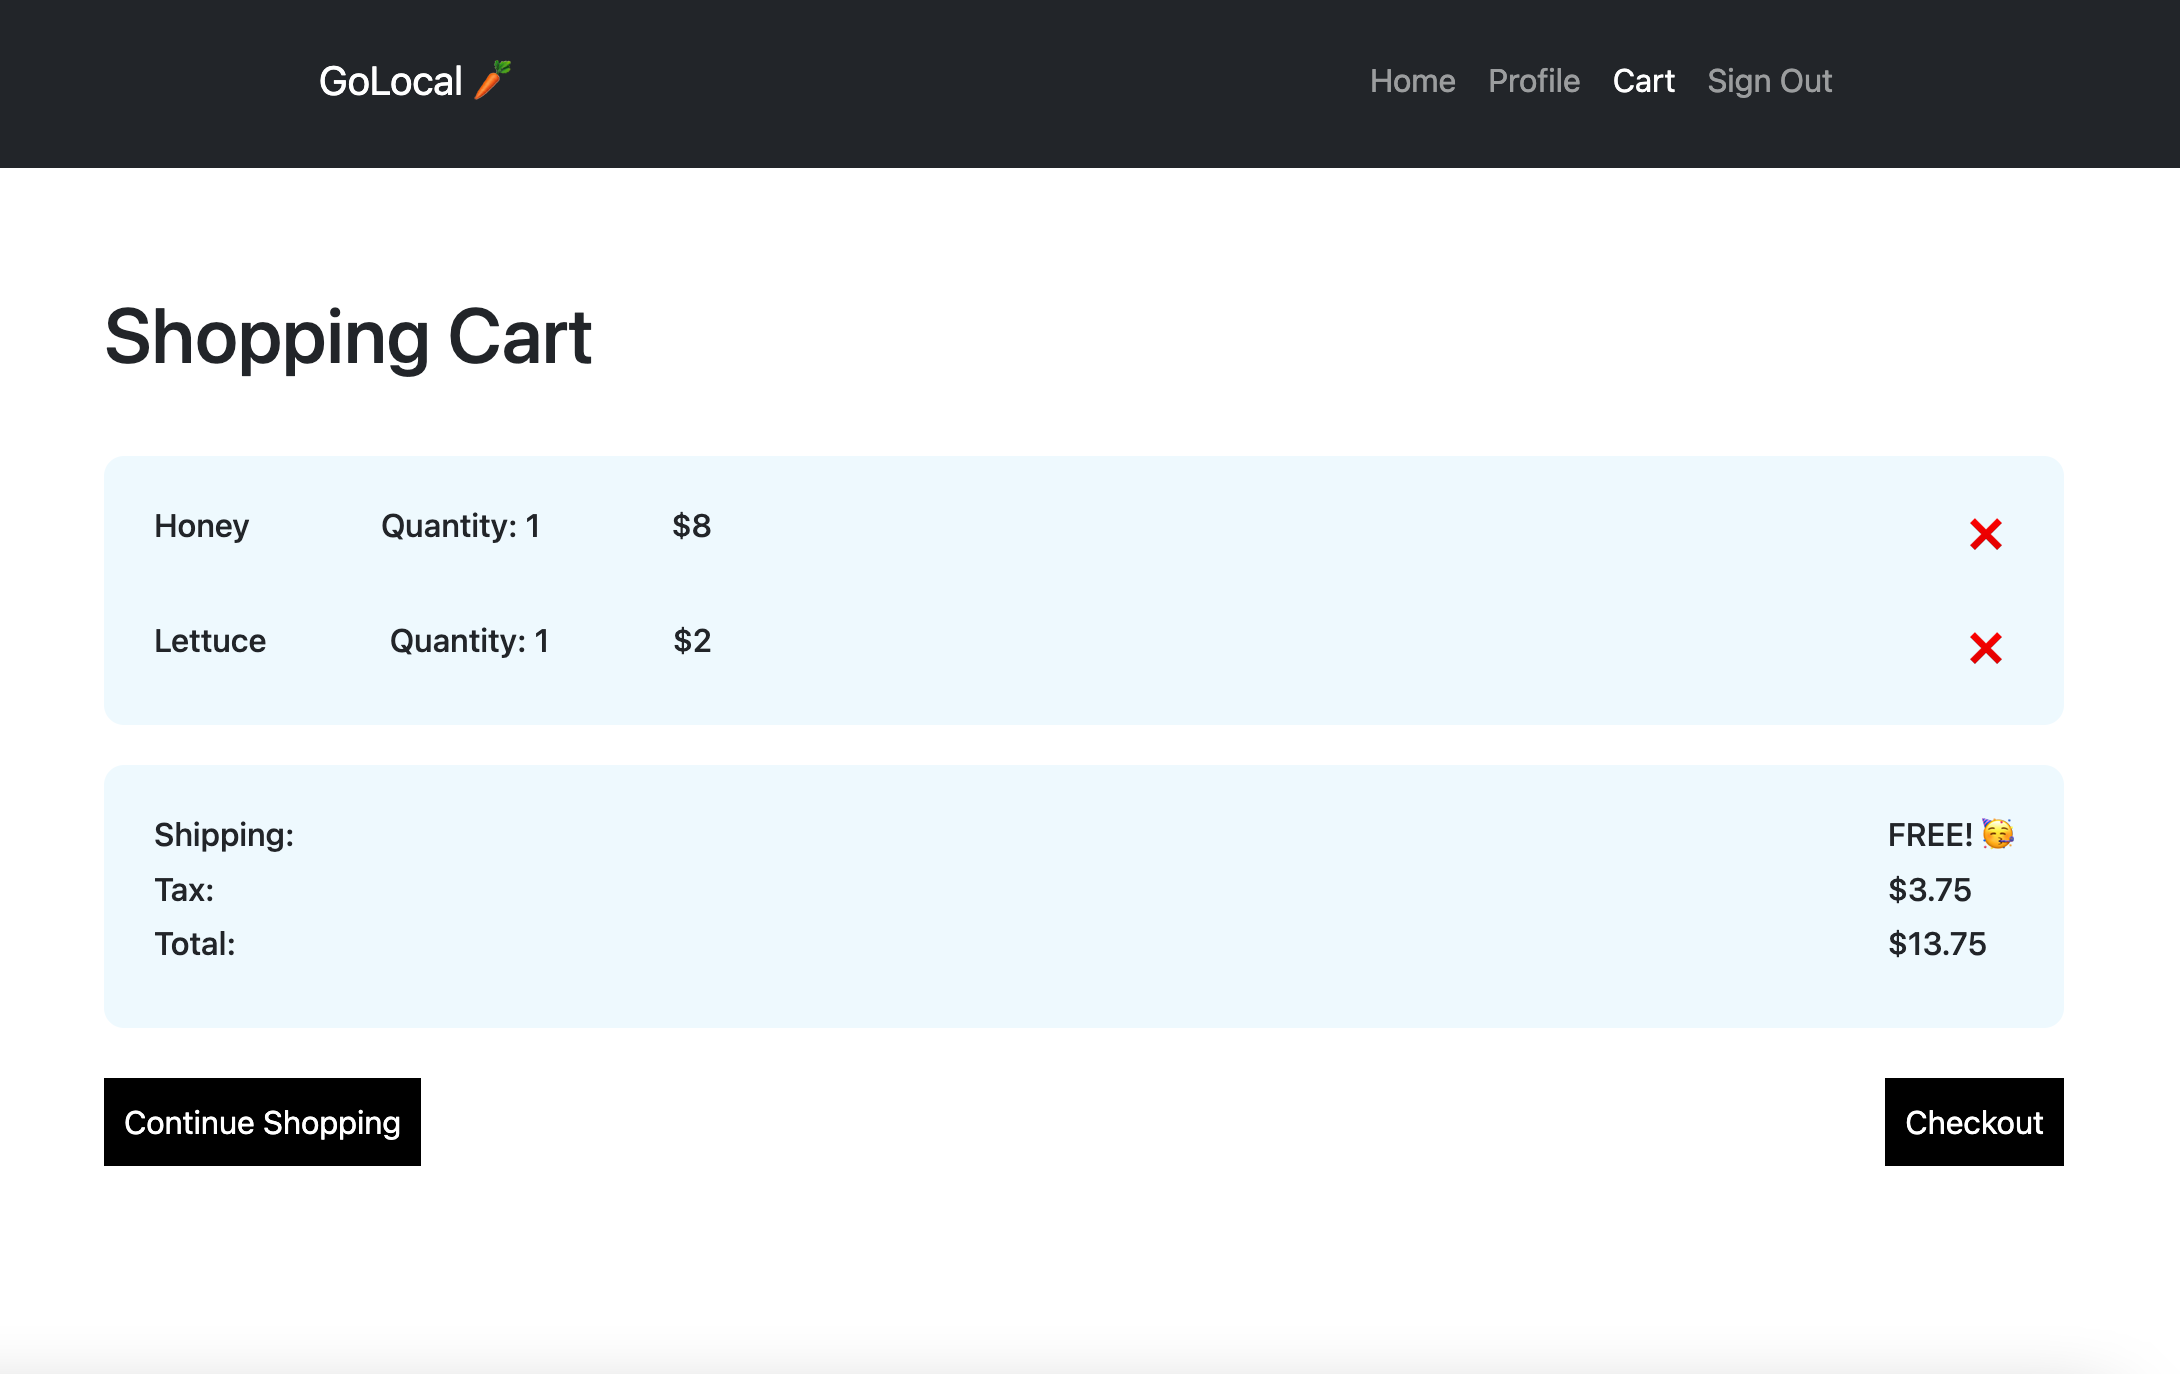 GoLocal 🥕 Home Profile Cart Sign Out
Shopping Cart
Honey Quantity: 1 $8 ❌
Lettuce Quantity: 1 $2 ❌
Shipping: FREE! 🥳
Tax: $3.75
Total: $13.75
Continue Shopping Checkout